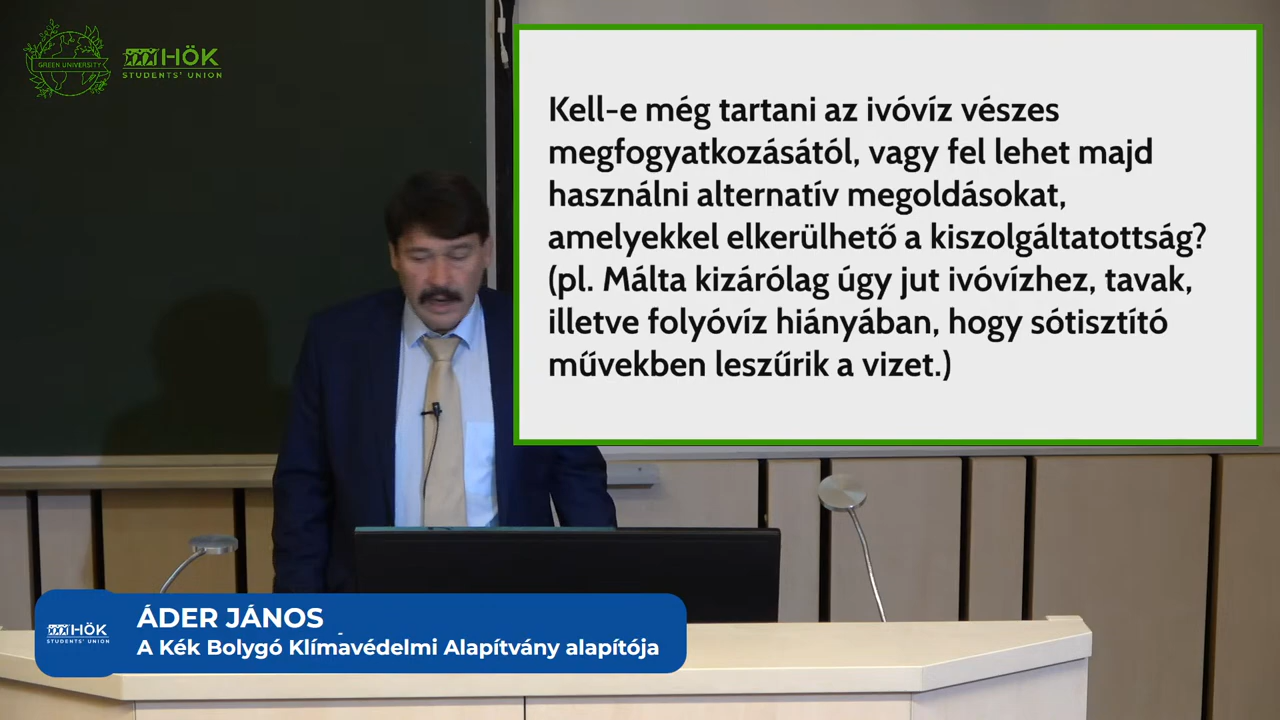 GREEN UNIVERSITY
HÖK
STUDENTS' UNION
Kell-e még tartani az ivóvíz vészes
megfogyatkozásától, vagy fel lehet majd
használni alternatív megoldásokat,
amelyekkel elkerülhető a kiszolgáltatottság?
(pl. Málta kizárólag úgy jut ivóvízhez, tavak,
illetve folyóvíz hiányában, hogy sótisztító
művekben leszűrik a vizet.)
HÖK
STUDENTS' UNION
ÁDER JÁNOS
A Kék Bolygó Klímavédelmi Alapítvány alapítója